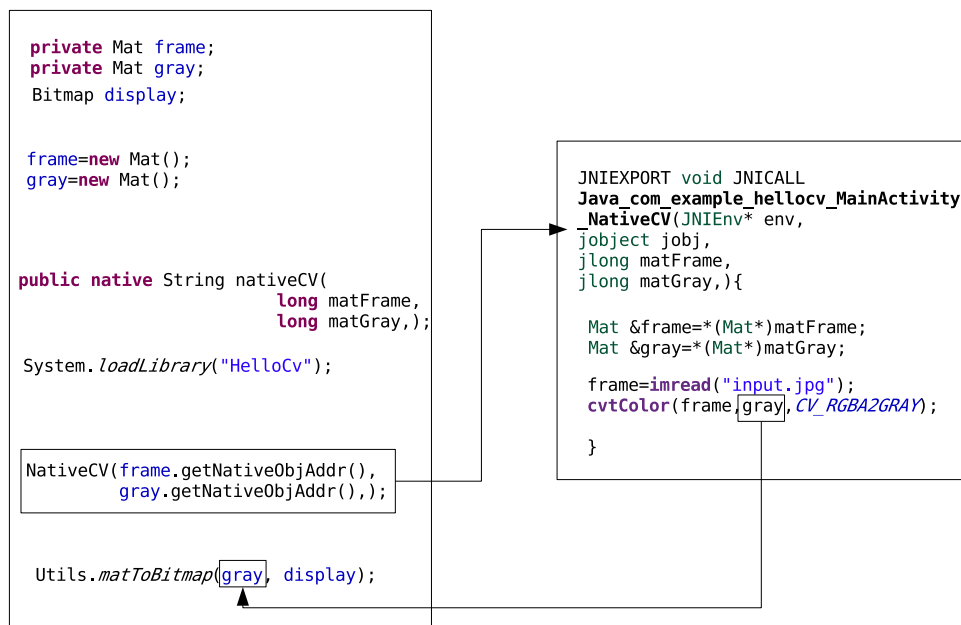 private Mat frame;
private Mat gray;
Bitmap display;
frame=new Mat();
gray=new Mat();
public native String nativeCV(
long matFrame,
long matGray,);
System.loadLibrary("HelloCv");
NativeCV(frame.getNativeObjAddr(),
gray.getNativeObjAddr(),);
Utils.matToBitmap(gray, display);
JNIEXPORT void JNICALL
Java_com_example_hellocv_MainActivity
_NativeCV(JNIEnv* env,
jobject jobj,
jlong matFrame,
jlong matGray,){
Mat &frame=*(Mat*)matFrame;
Mat &gray=*(Mat*)matGray;
frame=imread("input.jpg");
cvtColor(frame,gray,CV_RGBA2GRAY);
}